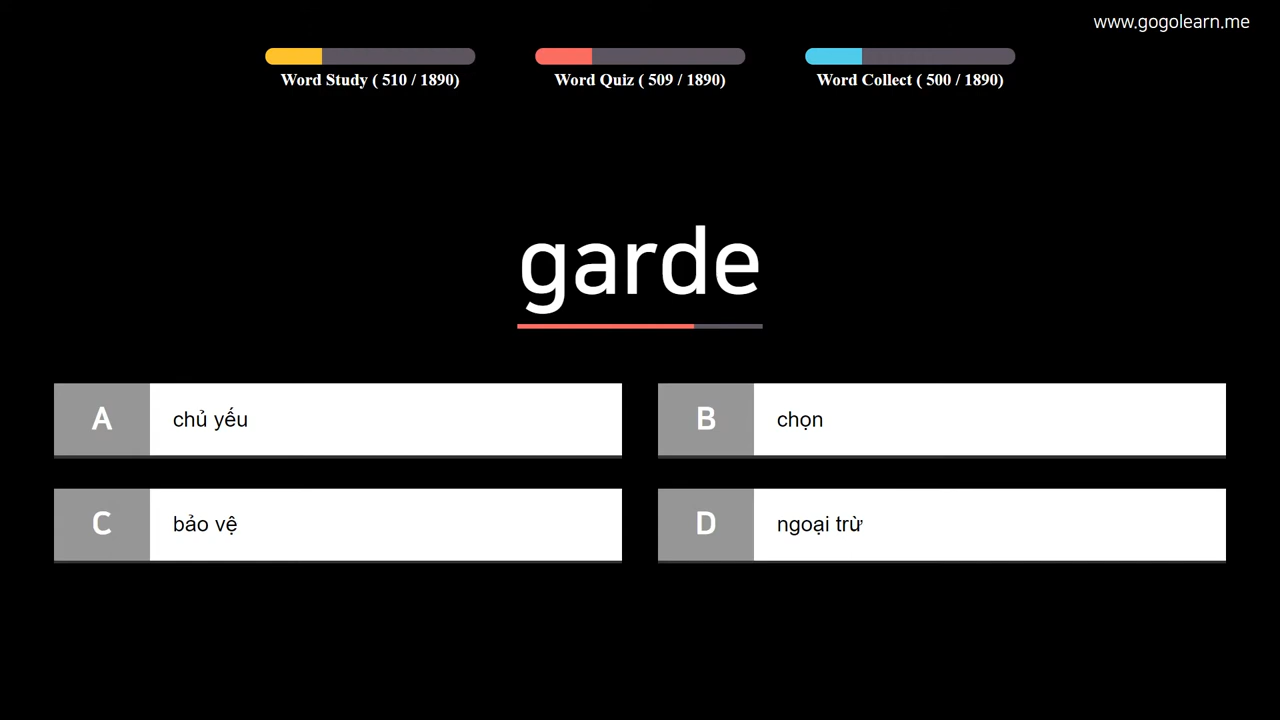 www.gogolearn.me
Word Study ( 510 / 1890)
Word Quiz ( 509 / 1890)
Word Collect ( 500 / 1890)
garde
A
chủ yếu
B
chọn
C
bảo vệ
D
ngoại trừ